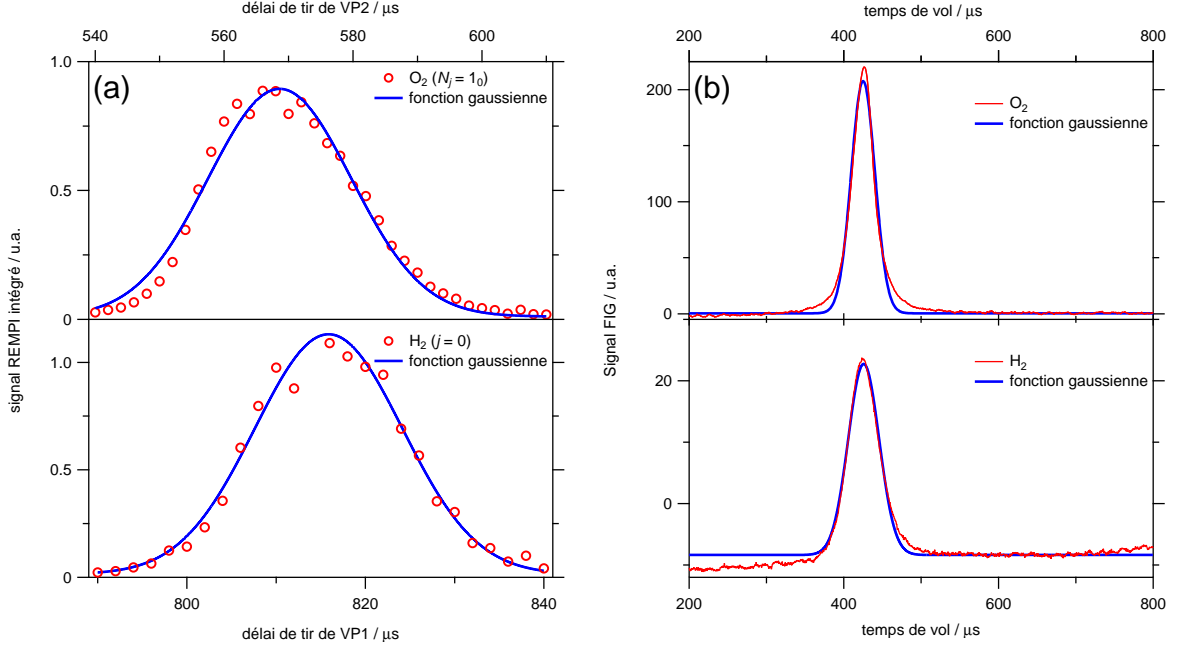 délai de tir de VP2 / μs
540 560 580 600
(a)
O2 (Nj = 10)
fonction gaussienne
1.0
0.5
0
signal REMPI intégré / u.a.
H2 (j = 0)
fonction gaussienne
1.0
0.5
0
800 820 840
délai de tir de VP1 / μs
temps de vol / μs
200 400 600 800
(b)
O2
fonction gaussienne
200
100
0
Signal FIG / u.a.
H2
fonction gaussienne
20
0
200 400 600 800
temps de vol / μs